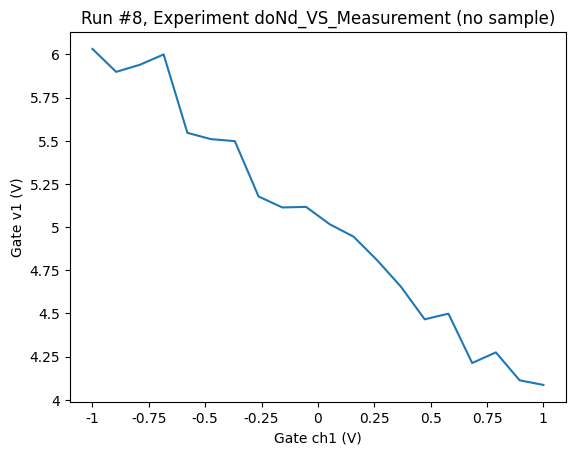 Run #8, Experiment doNd_VS_Measurement (no sample)
6
5.75
5.5
5.25
5
4.75
4.5
4.25
4
Gate v1 (V)
-1 -0.75 -0.5 -0.25 0 0.25 0.5 0.75 1
Gate ch1 (V)